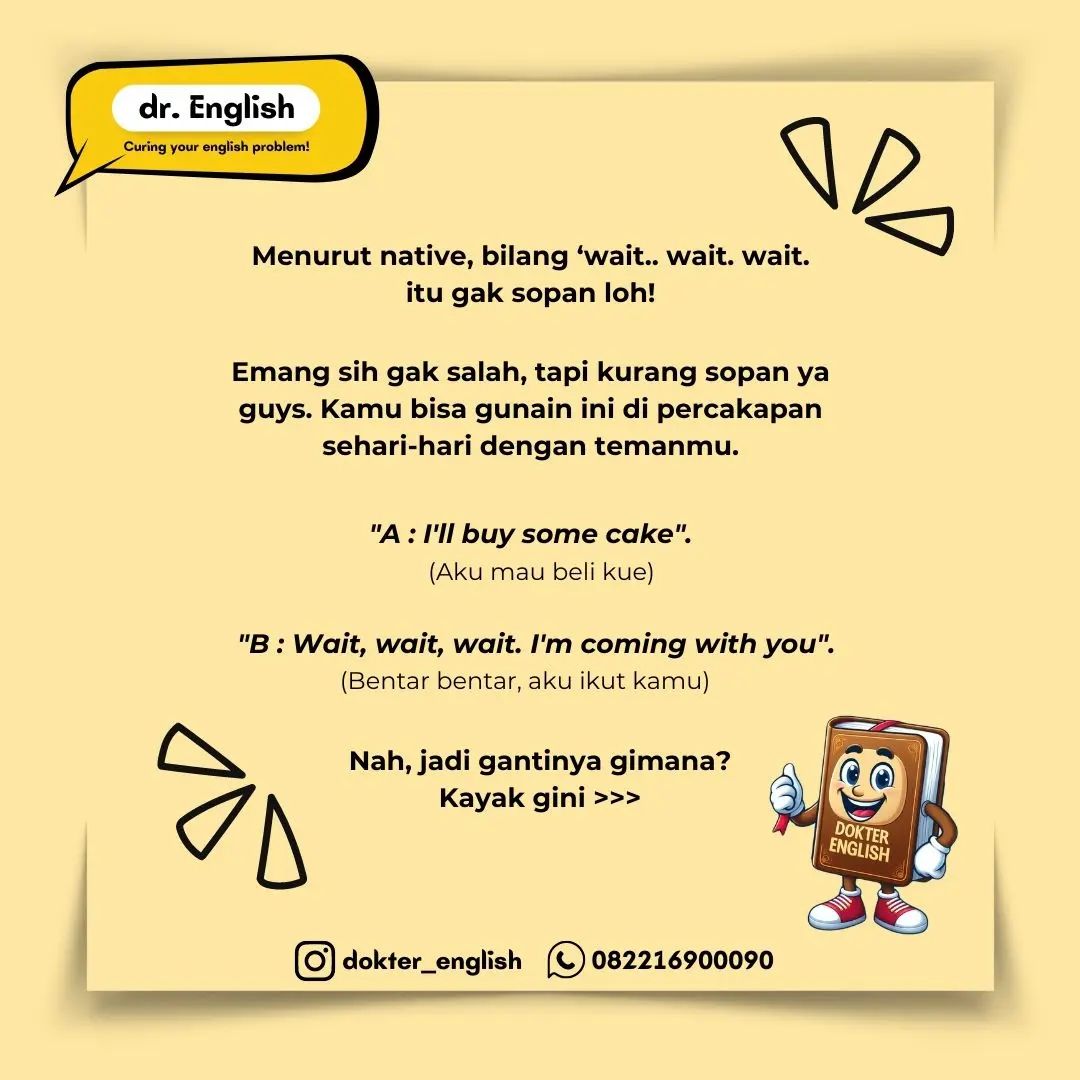 dr. English
Curing your english problem!
Menurut native, bilang ‘wait.. wait. wait.
itu gak sopan loh!
Emang sih gak salah, tapi kurang sopan ya
guys. Kamu bisa gunain ini di percakapan
sehari-hari dengan temanmu.
"A : I'll buy some cake".
(Aku mau beli kue)
"B : Wait, wait, wait. I'm coming with you".
(Bentar bentar, aku ikut kamu)
Nah, jadi gantinya gimana?
Kayak gini >>>
DOKTER
ENGLISH
dokter_english 082216900090